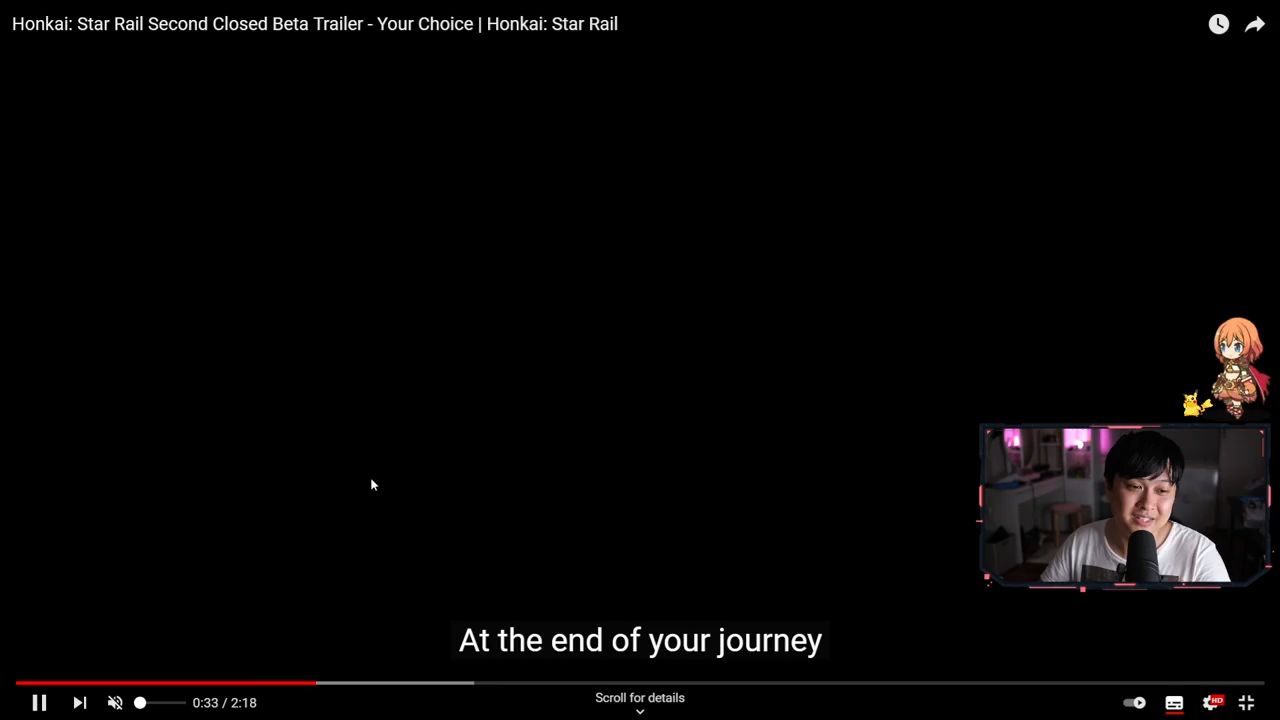 Honkai: Star Rail Second Closed Beta Trailer - Your Choice | Honkai: Star Rail
At the end of your journey
0:33 / 2:18
Scroll for details
HD